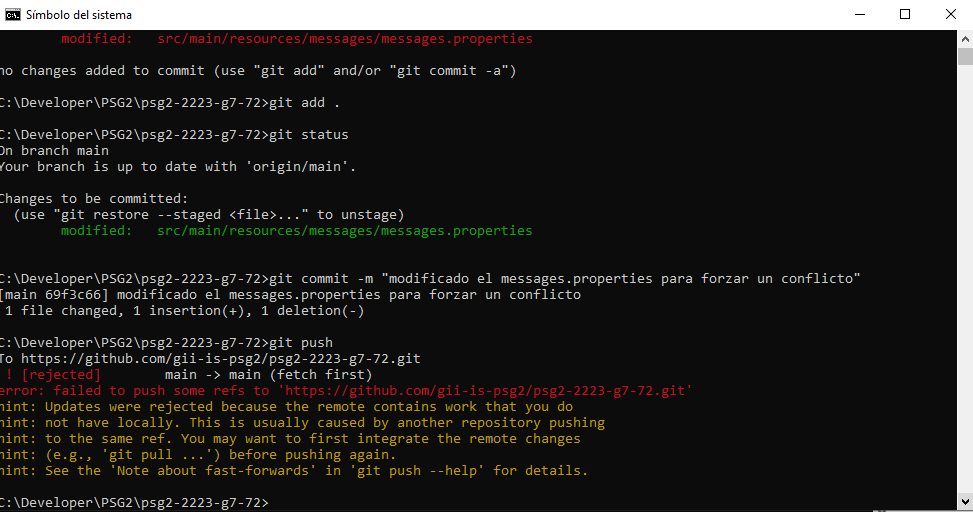 Símbolo del sistema
modified: src/main/resources/messages/messages.properties
no changes added to commit (use "git add" and/or "git commit -a")
C:\Developer\PSG2\psg2-2223-g7-72>git add .
C:\Developer\PSG2\psg2-2223-g7-72>git status
On branch main
Your branch is up to date with 'origin/main'.
Changes to be committed:
(use "git restore --staged <file>..." to unstage)
modified: src/main/resources/messages/messages.properties
C:\Developer\PSG2\psg2-2223-g7-72>git commit -m "modificado el messages.properties para forzar un conflicto"
[main 69f3c66] modificado el messages.properties para forzar un conflicto
1 file changed, 1 insertion(+), 1 deletion(-)
C:\Developer\PSG2\psg2-2223-g7-72>git push
To https://github.com/gii-is-psg2/psg2-2223-g7-72.git
! [rejected] main -> main (fetch first)
error: failed to push some refs to 'https://github.com/gii-is-psg2/psg2-2223-g7-72.git'
hint: Updates were rejected because the remote contains work that you do
hint: not have locally. This is usually caused by another repository pushing
hint: to the same ref. You may want to first integrate the remote changes
hint: (e.g., 'git pull ...') before pushing again.
hint: See the 'Note about fast-forwards' in 'git push --help' for details.
C:\Developer\PSG2\psg2-2223-g7-72>